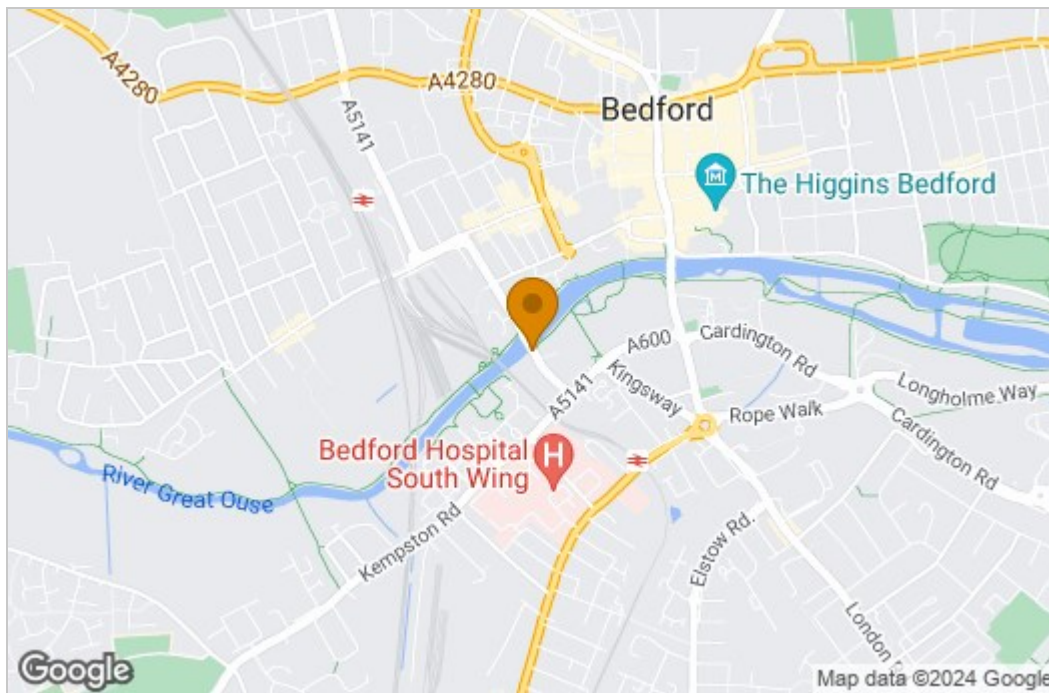 A4280
A4280
A5141
Bedford
The Higgins Bedford
A600
Cardington Rd
Kingsway
Longholme Way
A5141
Rope Walk
Cardington Rd
Bedford Hospital
South Wing
River Great Ouse
Kempston Rd
Elstow Rd.
London
Google
Map data ©2024 Google